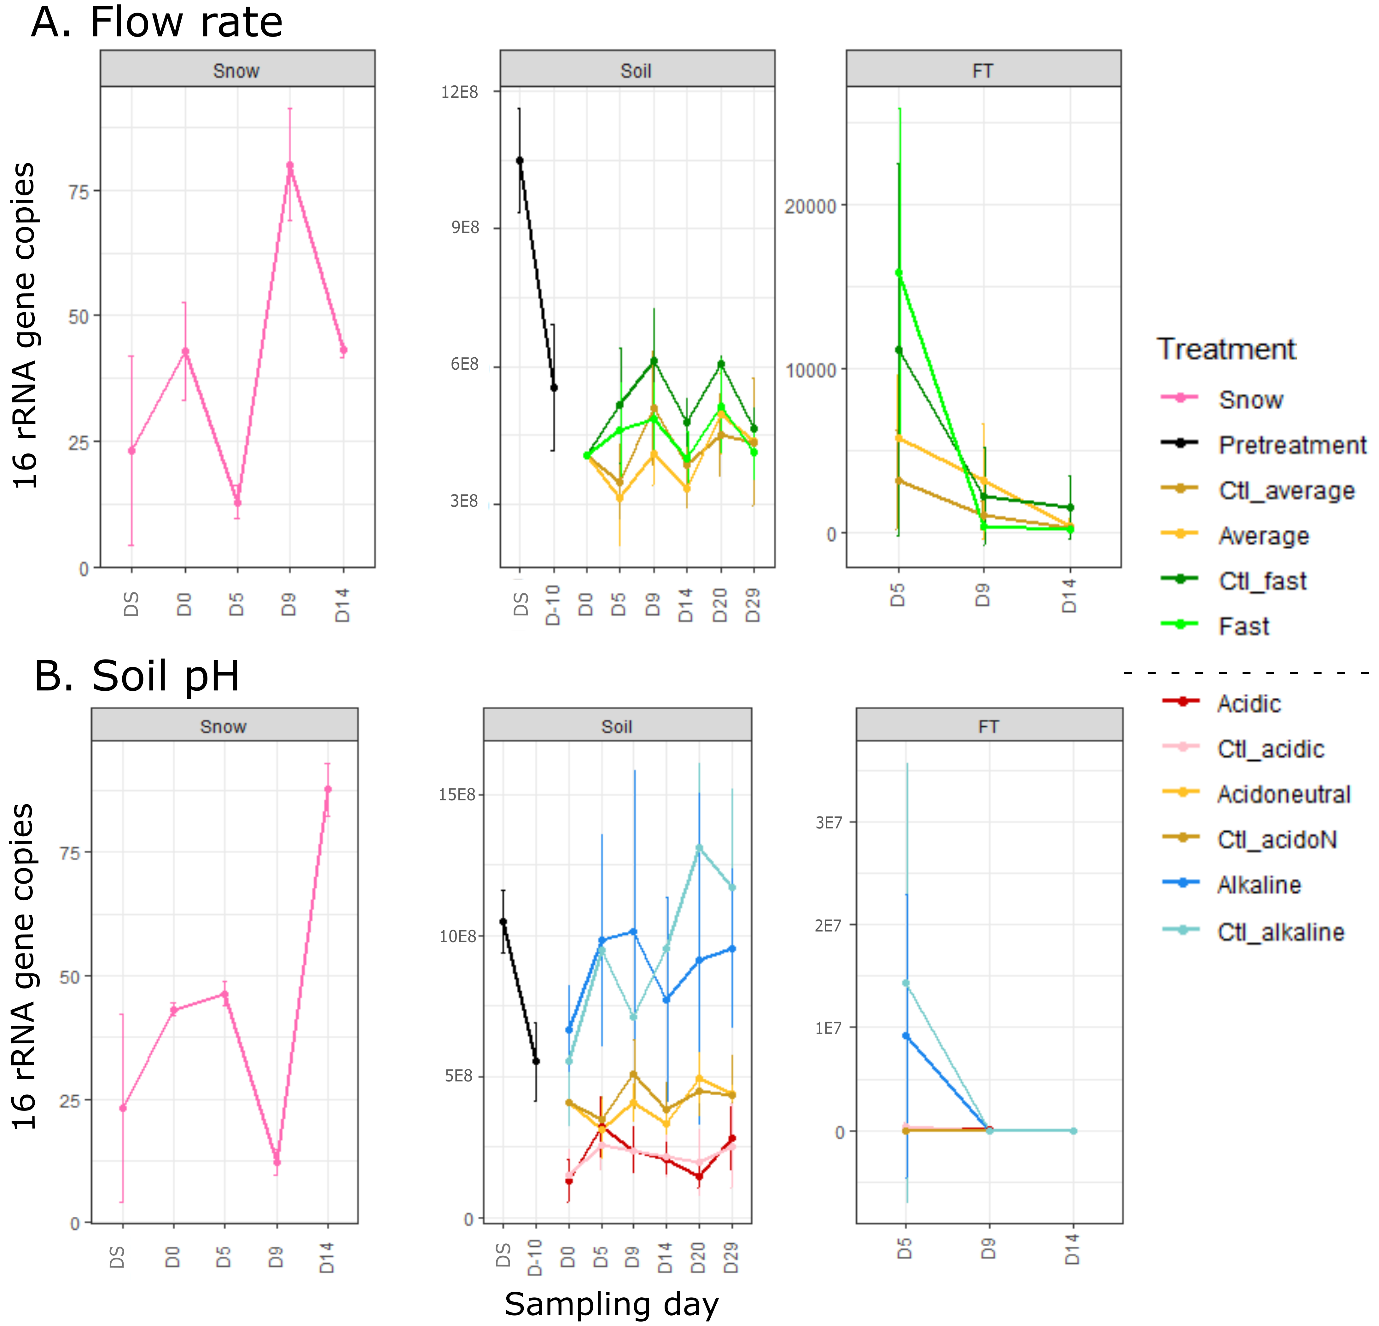 A. Flow rate
Snow
Soil
FT
16 rRNA gene copies
75
50
25
0
12E8
9E8
6E8
3E8
20000
10000
0
DS
D0
D5
D9
D14
DS
D-10
D0
D5
D9
D14
D20
D29
D5
D9
D14
Treatment
Snow
Pretreatment
Ctl_average
Average
Ctl_fast
Fast
Acidic
Ctl_acidic
Acidoneutral
Ctl_acidoN
Alkaline
Ctl_alkaline
B. Soil pH
Snow
Soil
FT
16 rRNA gene copies
75
50
25
0
15E8
10E8
5E8
0
3E7
2E7
1E7
0
DS
D0
D5
D9
D14
DS
D-10
D0
D5
D9
D14
D20
D29
D5
D9
D14
Sampling day